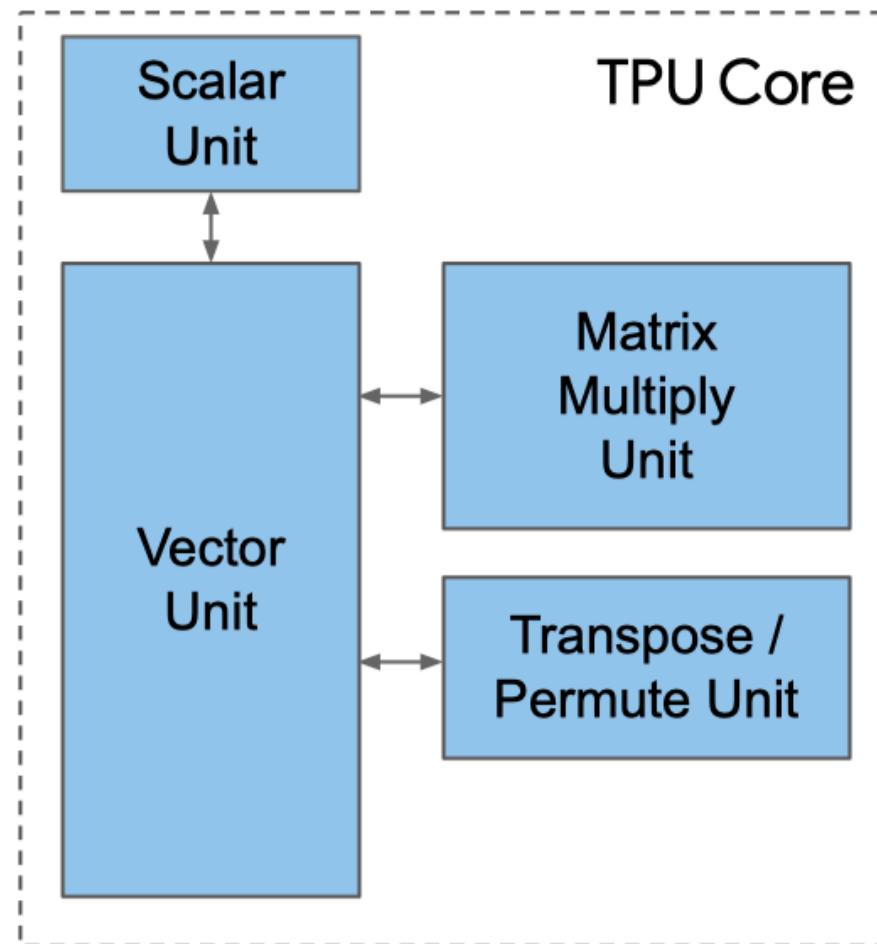 Scalar
Unit
TPU Core
Matrix
Multiply
Unit
Vector
Unit
Transpose /
Permute Unit